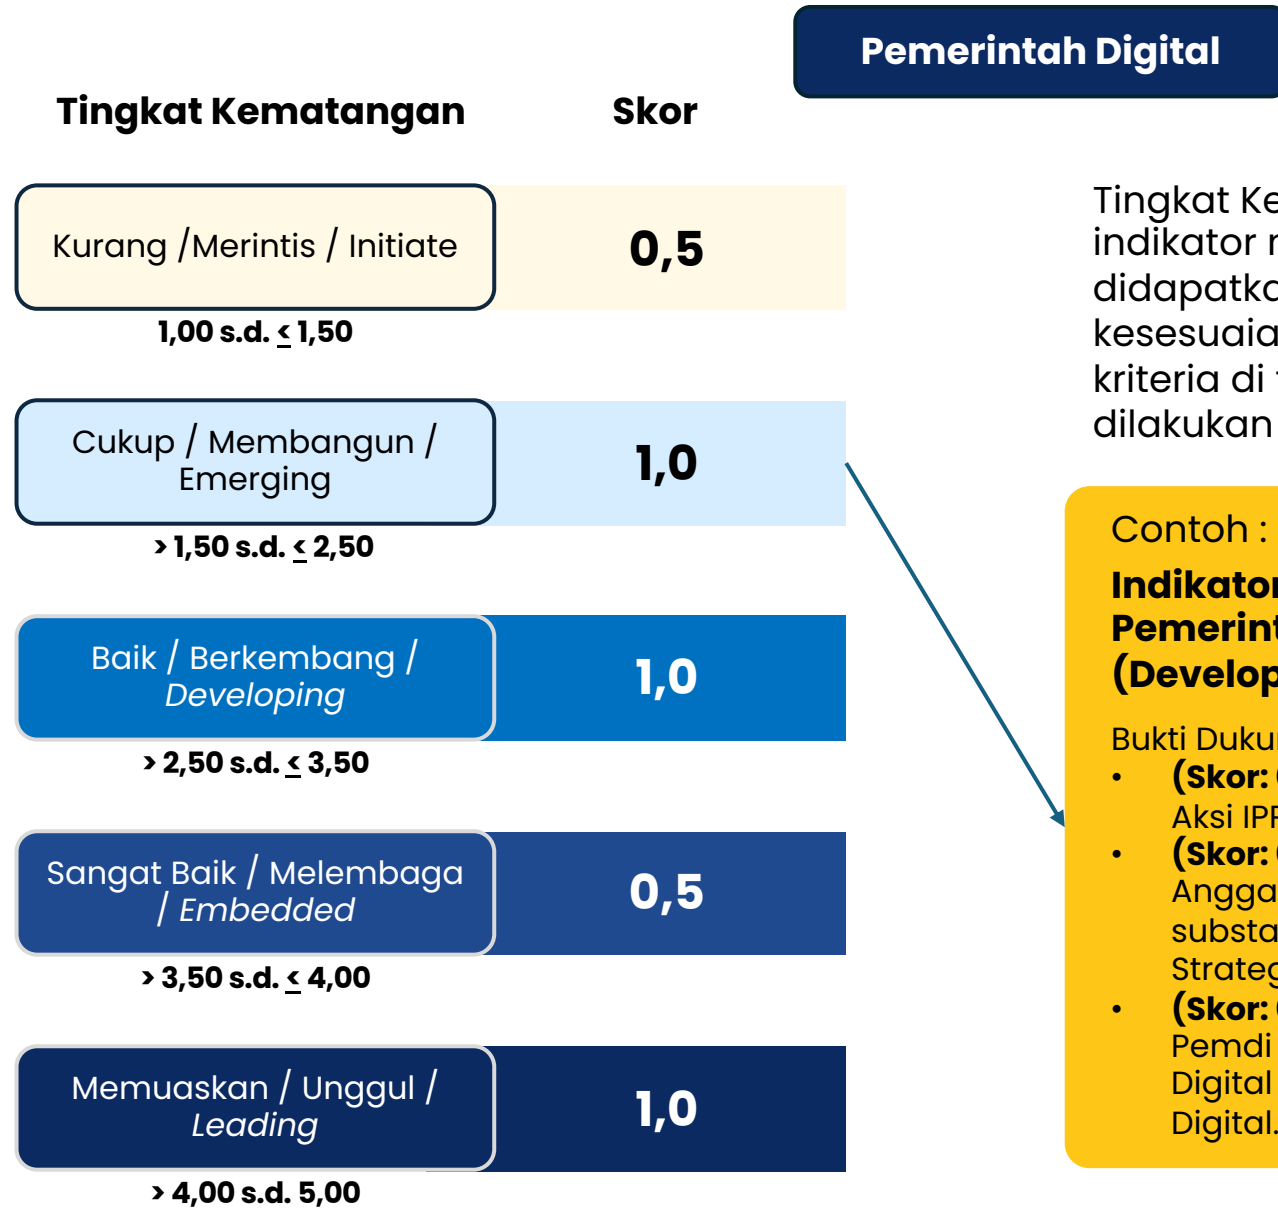 Pemerintah Digital
Tingkat Kematangan
Skor
Kurang /Merintis / Initiate
0,5
1,00 s.d. ≤ 1,50
Cukup / Membangun /
Emerging
1,0
> 1,50 s.d. ≤ 2,50
Baik / Berkembang /
Developing
1,0
> 2,50 s.d. ≤ 3,50
Sangat Baik / Melembaga
/ Embedded
0,5
> 3,50 s.d. ≤ 4,00
Memuaskan / Unggul /
Leading
1,0
> 4,00 s.d. 5,00
Tingkat
indikator
didapatka
kesesuaia
kriteria di
dilakukan
Contoh :
Indikator
Pemerint
(Develop
Bukti Duku
• (Skor:
Aksi
• (Skor:
Angga
substa
Strateg
• (Skor:
Pemdi
Digital
Digital.